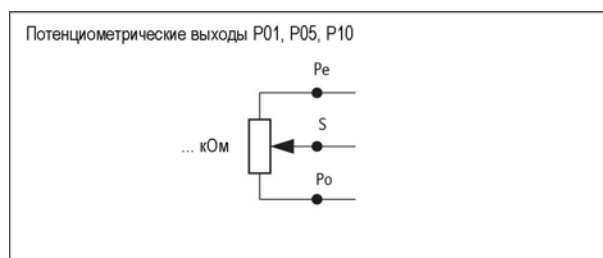 Потенциометрические выходы P01, P05, P10
Pe
S
... кОм
Po